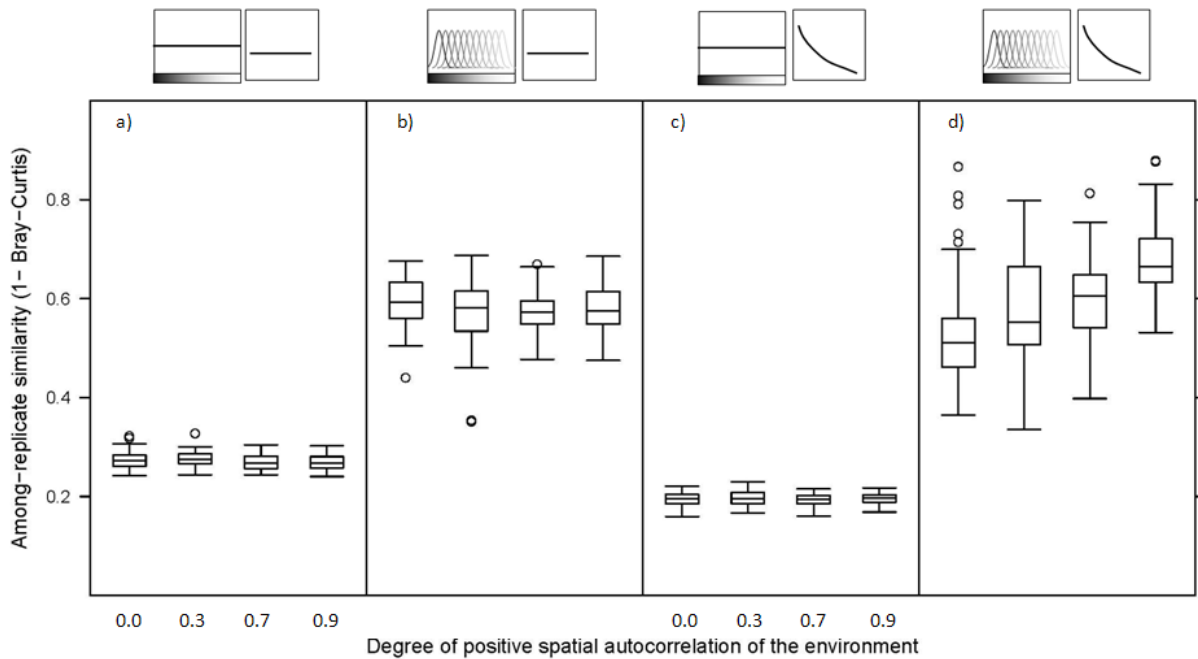 a)
b)
c)
d)
Among-replicate similarity (1- Bray-Curtis)
0.8
0.6
0.4
0.2
0.0 0.3 0.7 0.9
0.0 0.3 0.7 0.9
Degree of positive spatial autocorrelation of the environment